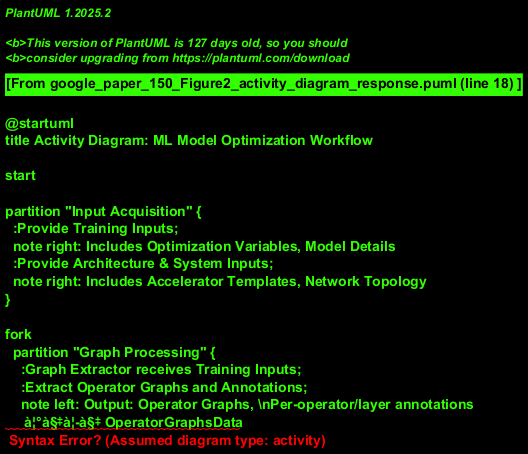 PlantUML 1.2025.2
<b>This version of PlantUML is 127 days old, so you should
<b>consider upgrading from https://plantuml.com/download
[From google_paper_150_Figure2_activity_diagram_response.puml (line 18) ]
@startuml
title Activity Diagram: ML Model Optimization Workflow
start
partition "Input Acquisition" {
:Provide Training Inputs;
note right: Includes Optimization Variables, Model Details
:Provide Architecture & System Inputs;
note right: Includes Accelerator Templates, Network Topology
}
fork
partition "Graph Processing" {
:Graph Extractor receives Training Inputs;
:Extract Operator Graphs and Annotations;
note left: Output: Operator Graphs, \nPer-operator/layer annotations
OperatorGraphsData
Syntax Error? (Assumed diagram type: activity)